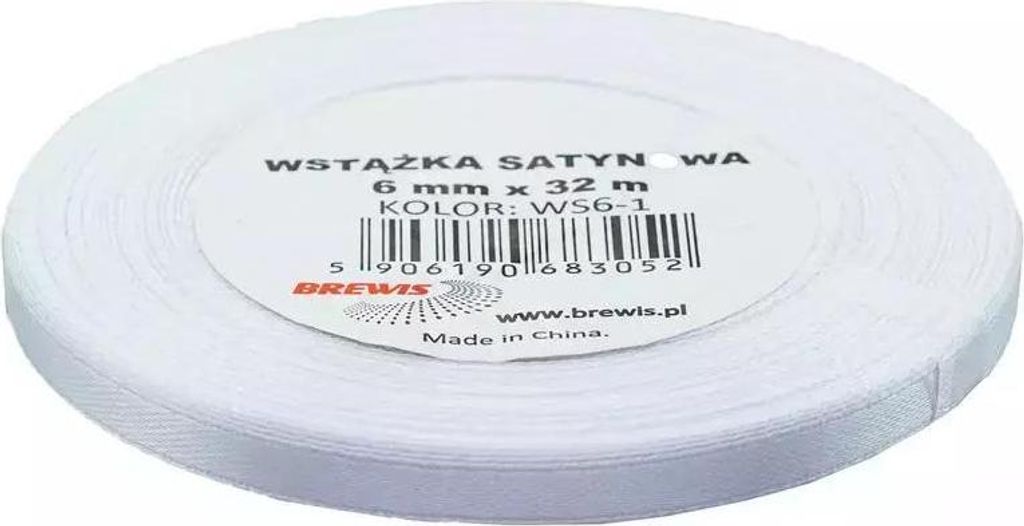 WSTĄŻKA SATYNOWA
6 mm x 32 m
KOLOR: WS6-1
5 906190 683052
BREWIS
www.brewis.pl
Made in China.